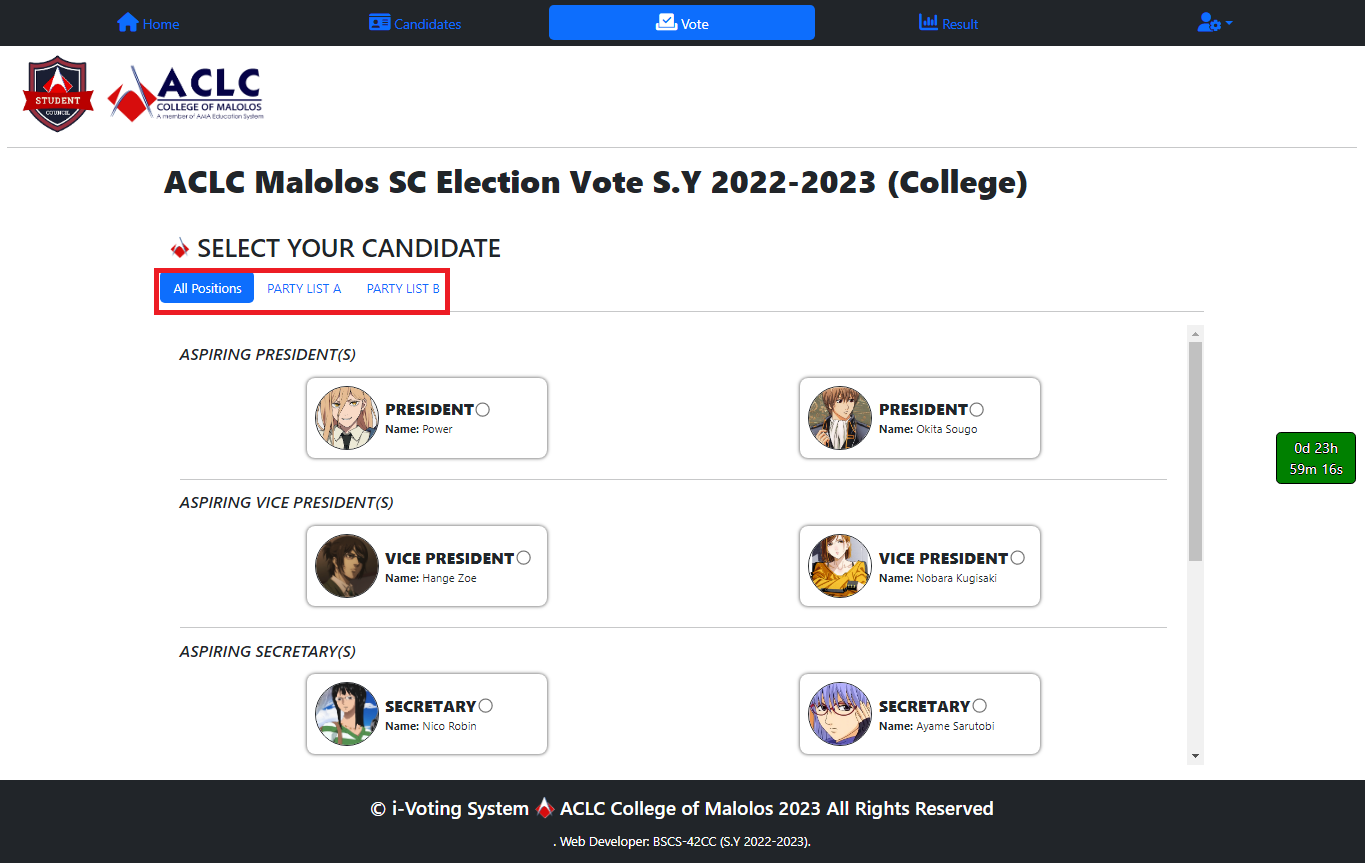 Home
Candidates
Vote
Result
STUDENT
COUNCIL
ACLC
COLLEGE OF MALOLOS
A member of AMA Education System
ACLC Malolos SC Election Vote S.Y 2022-2023 (College)
SELECT YOUR CANDIDATE
All Positions
PARTY LIST A
PARTY LIST B
ASPIRING PRESIDENT(S)
PRESIDENT
Name: Power
PRESIDENT
Name: Okita Sougo
0d 23h
59m 16s
ASPIRING VICE PRESIDENT(S)
VICE PRESIDENT
Name: Hange Zoe
VICE PRESIDENT
Name: Nobara Kugisaki
ASPIRING SECRETARY(S)
SECRETARY
Name: Nico Robin
SECRETARY
Name: Ayame Sarutobi
© i-Voting System ACLC College of Malolos 2023 All Rights Reserved
. Web Developer: BSCS-42CC (S.Y 2022-2023).